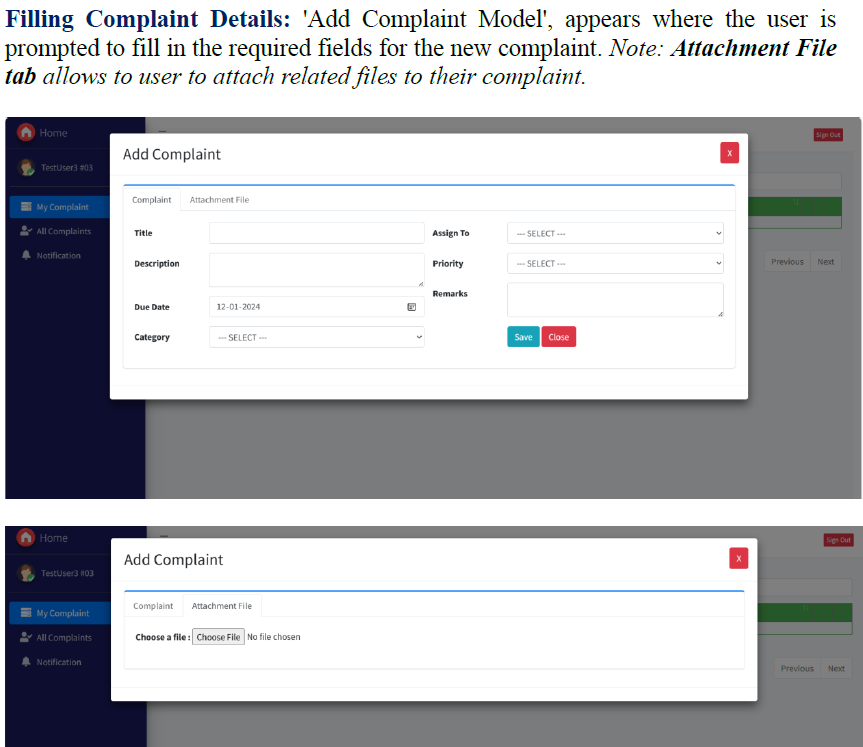 Filling Complaint Details: 'Add Complaint Model', appears where the user is
prompted to fill in the required fields for the new complaint. Note: Attachment File
tab allows to user to attach related files to their complaint.
Home
Sign Out
TestUser3 #03
My Complaint
All Complaints
Notification
Add Complaint
X
Complaint
Attachment File
Title
Assign To
--- SELECT ---
Description
Priority
--- SELECT ---
Remarks
Due Date
12-01-2024
Category
--- SELECT ---
Save
Close
Previous
Next
Home
Sign Out
TestUser3 #03
My Complaint
All Complaints
Notification
Add Complaint
X
Complaint
Attachment File
Choose a file : Choose File No file chosen
Previous
Next